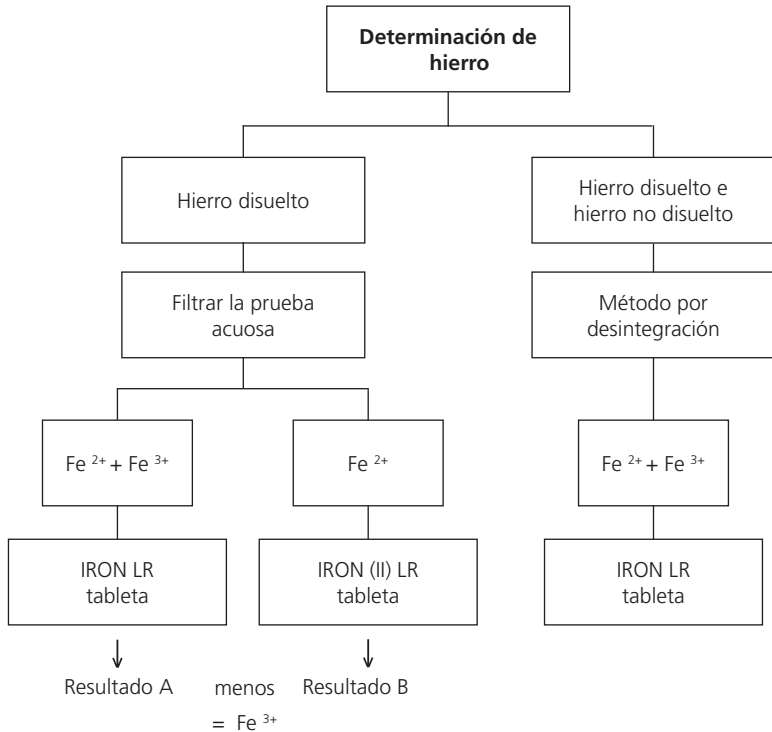 Determinación de
hierro
Hierro disuelto
Hierro disuelto e
hierro no disuelto
Filtrar la prueba
acuosa
Método por
desintegración
Fe 2+ + Fe 3+
Fe 2+
Fe 2+ + Fe 3+
IRON LR
tableta
IRON (II) LR
tableta
IRON LR
tableta
Resultado A menos Resultado B
= Fe 3+